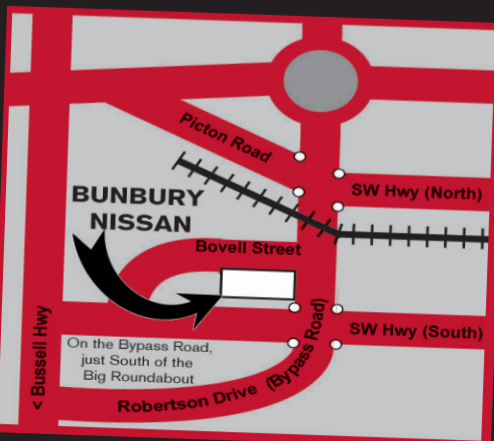 Picton Road
SW Hwy (North)
BUNBURY
NISSAN
Bovell Street
SW Hwy (South)
< Bussell Hwy
On the Bypass Road,
just South of the
Big Roundabout
Robertson Drive (Bypass Road)